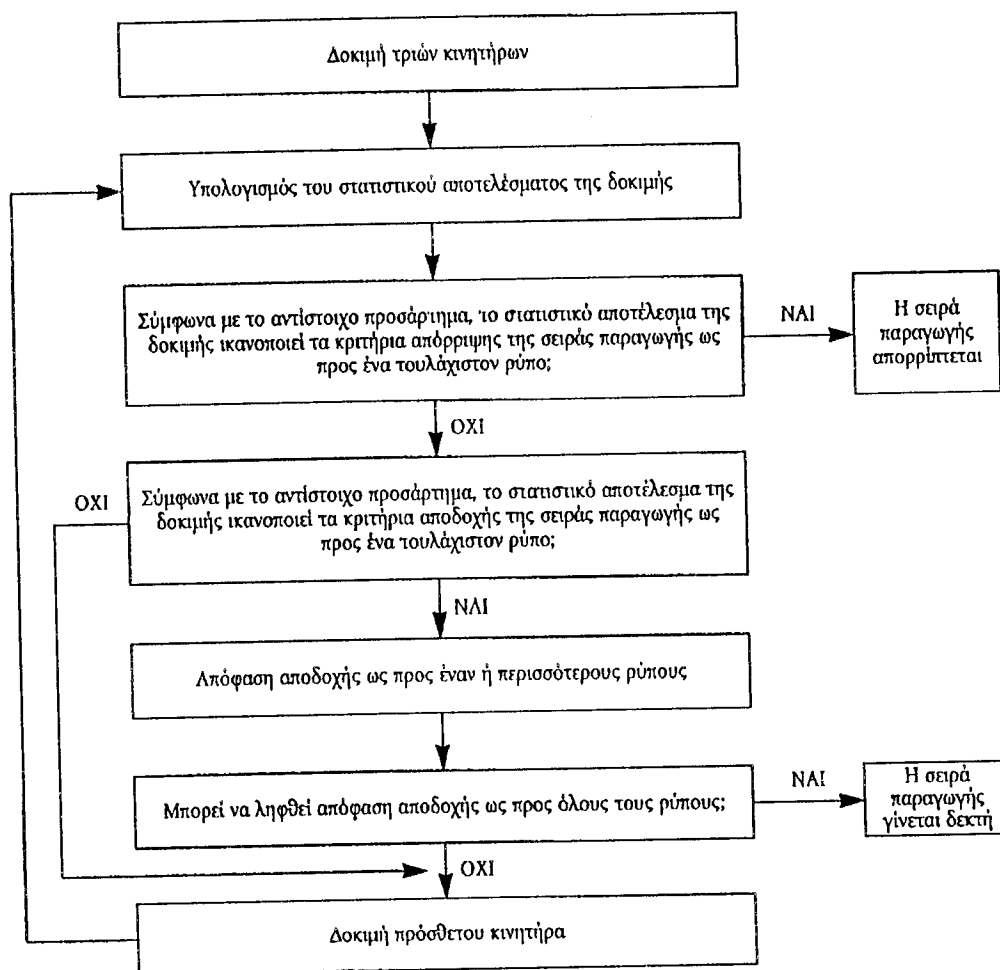 Δοκιμή τριών κινητήρων
Υπολογισμός του στατιστικού αποτελέσματος της δοκιμής
Σύμφωνα με το αντίστοιχο προσάρτημα, το στατιστικό αποτέλεσμα της
δοκιμής ικανοποιεί τα κριτήρια απόρριψης της σειράς παραγωγής ως
προς ένα τουλάχιστον ρύπο;
ΝΑΙ
Η σειρά
παραγωγής
απορρίπτεται
ΟΧΙ
ΟΧΙ
Σύμφωνα με το αντίστοιχο προσάρτημα, το στατιστικό αποτέλεσμα της
δοκιμής ικανοποιεί τα κριτήρια αποδοχής της σειράς παραγωγής ως
προς ένα τουλάχιστον ρύπο;
ΝΑΙ
Απόφαση αποδοχής ως προς έναν ή περισσότερους ρύπους
Μπορεί να ληφθεί απόφαση αποδοχής ως προς όλους τους ρύπους;
ΝΑΙ
Η σειρά
παραγωγής
γίνεται δεκτή
ΟΧΙ
Δοκιμή πρόσθετου κινητήρα